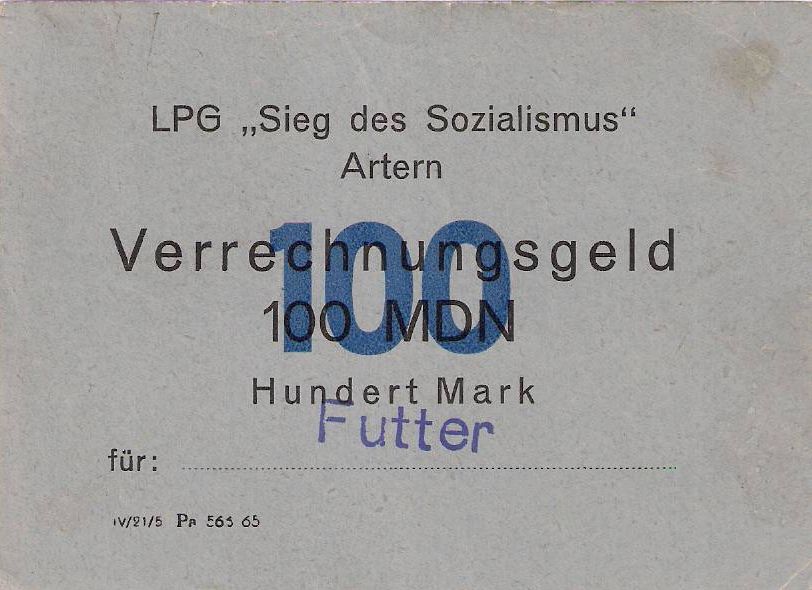 LPG „Sieg des Sozialismus“
Artern
100
Verrechnungsgeld
100 MDN
Hundert Mark
Futter
für:
IV/21/5 Pa 565 65